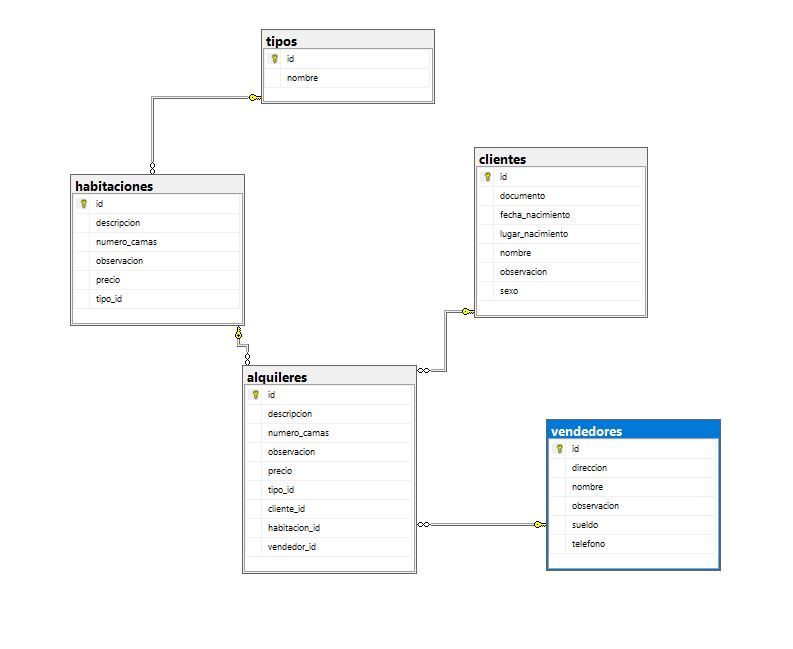 tipos
id
nombre
habitaciones
id
descripcion
numero_camas
observacion
precio
tipo_id
clientes
id
documento
fecha_nacimiento
lugar_nacimiento
nombre
observacion
sexo
alquileres
id
descripcion
numero_camas
observacion
precio
tipo_id
cliente_id
habitacion_id
vendedor_id
vendedores
id
direccion
nombre
observacion
sueldo
telefono